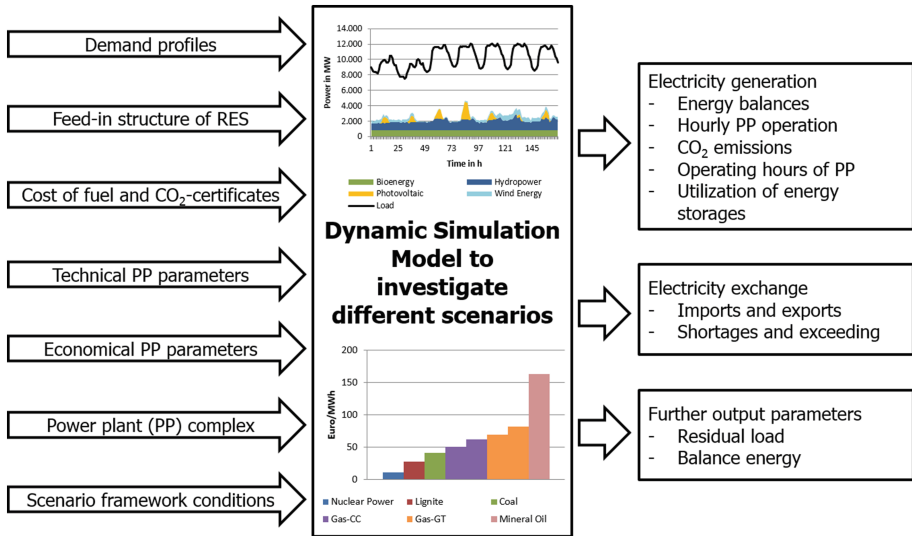 Demand profiles
Feed-in structure of RES
Cost of fuel and CO₂-certificates
Technical PP parameters
Economical PP parameters
Power plant (PP) complex
Scenario framework conditions
Power in MW
14.000
12.000
10.000
8.000
6.000
4.000
2.000
0
1 25 49 73 97 121 145
Time in h
Bioenergy
Hydropower
Photovoltaic
Wind Energy
Load
Dynamic Simulation
Model to
investigate
different scenarios
Euro/MWh
200
150
100
50
0
Nuclear Power
Lignite
Coal
Gas-CC
Gas-GT
Mineral Oil
Electricity generation
- Energy balances
- Hourly PP operation
- CO₂ emissions
- Operating hours of PP
- Utilization of energy
storages
Electricity exchange
- Imports and exports
- Shortages and exceeding
Further output parameters
- Residual load
- Balance energy